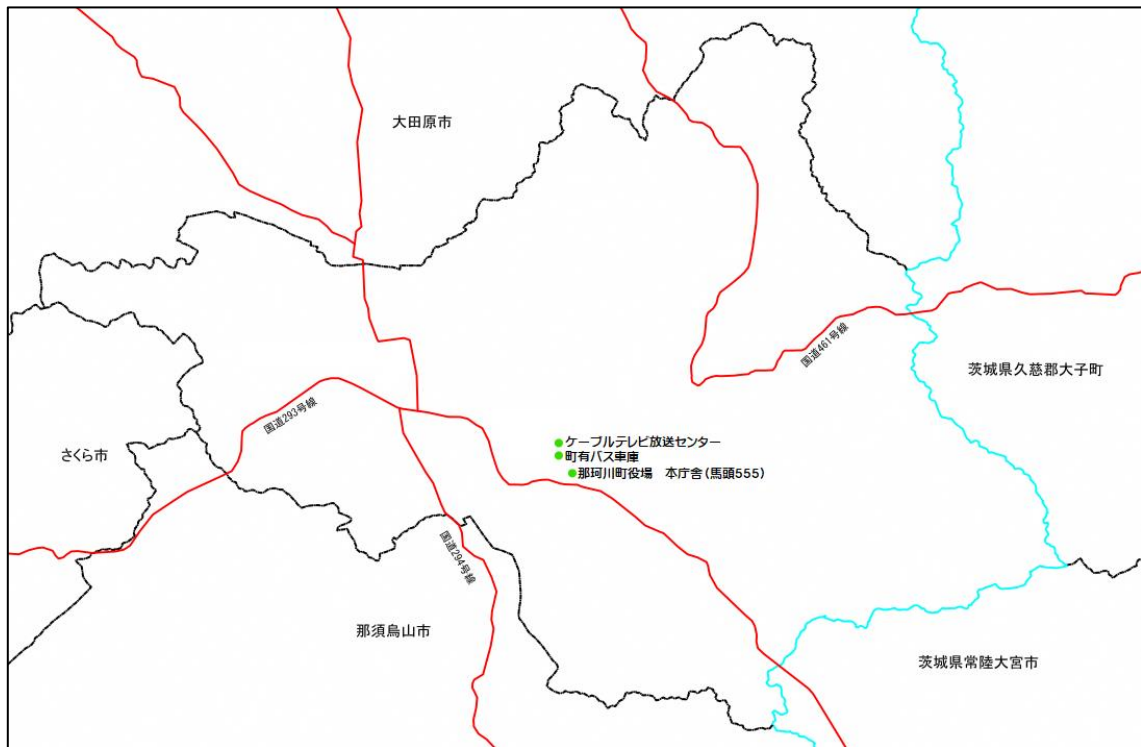 大田原市
国道461号線
茨城県久慈郡大子町
国道293号線
さくら市
ケーブルテレビ放送センター
町有バス車庫
那珂川町役場　本庁舎(馬頭555)
国道294号線
那須烏山市
茨城県常陸大宮市